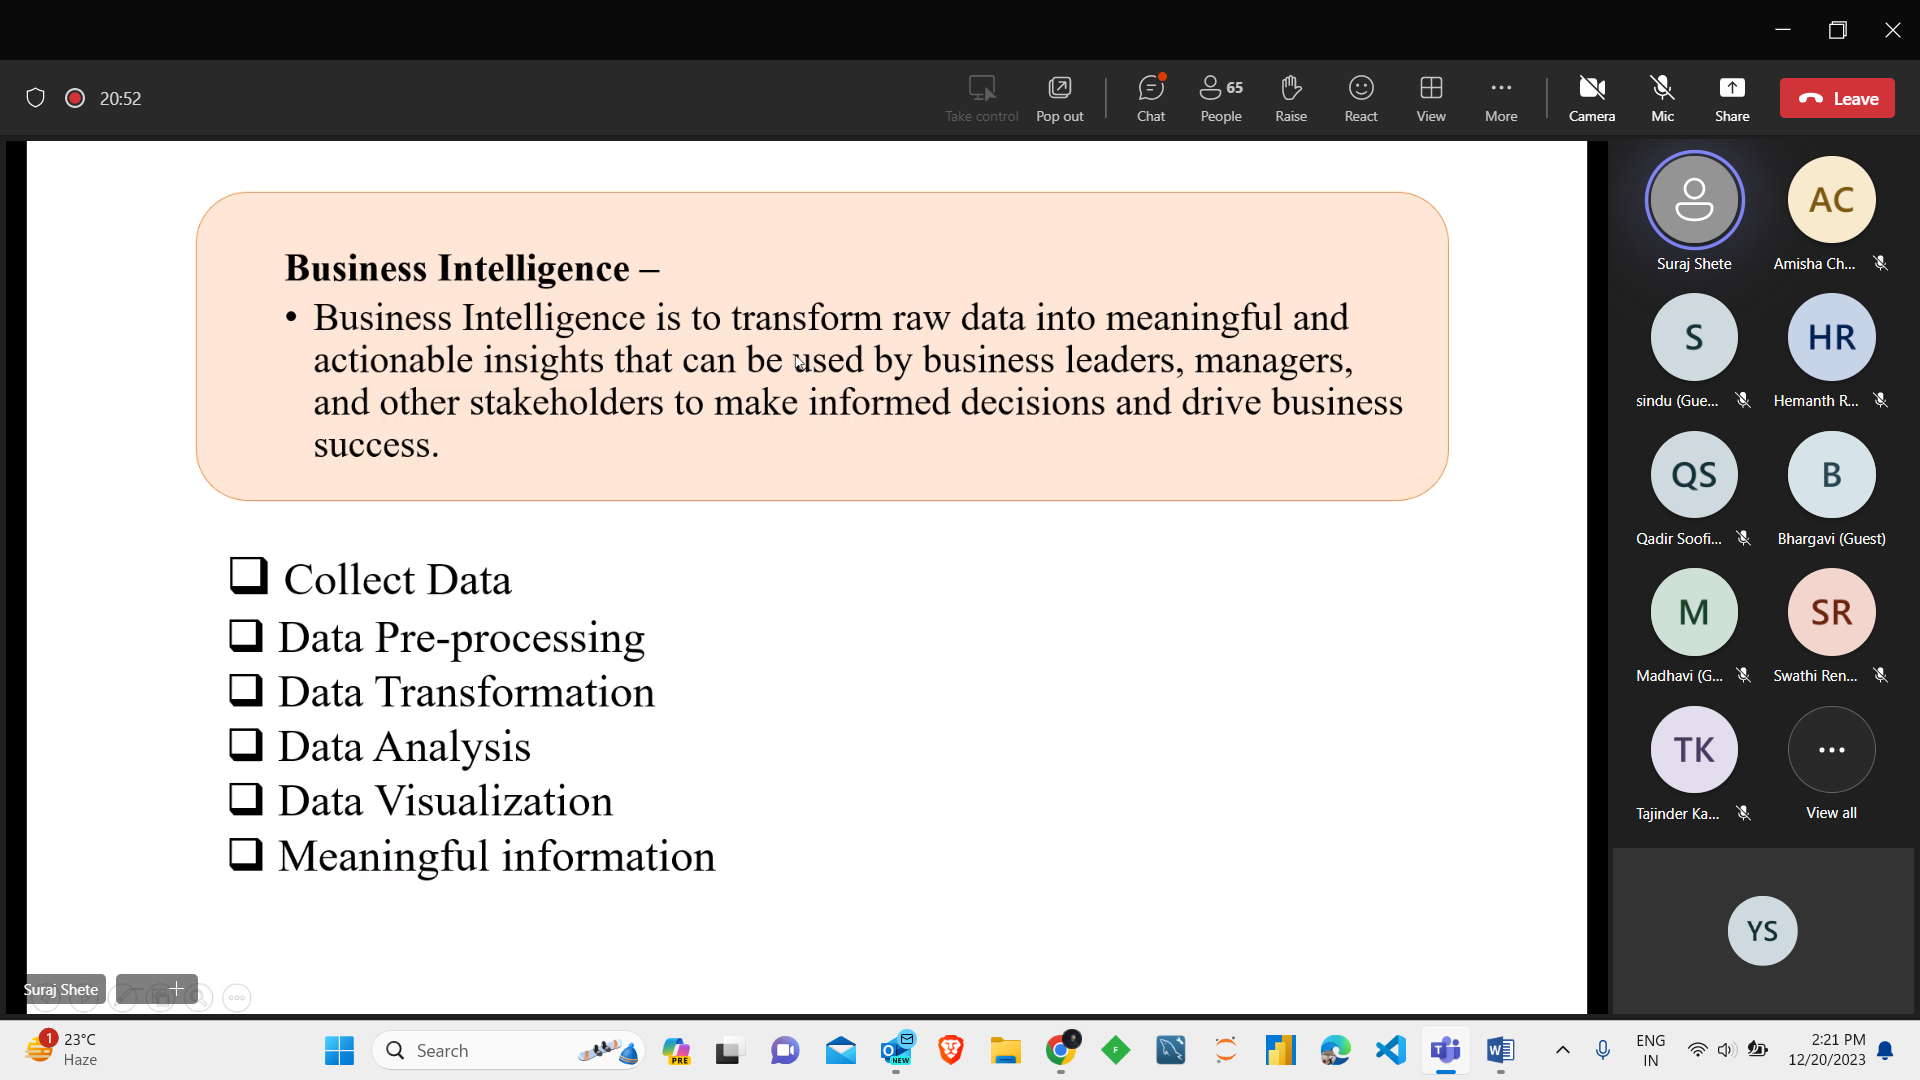 20:52
Take control
Pop out
Chat
65
People
Raise
React
View
More
Camera
Mic
Share
Leave
Business Intelligence –
• Business Intelligence is to transform raw data into meaningful and
actionable insights that can be used by business leaders, managers,
and other stakeholders to make informed decisions and drive business
success.
❑ Collect Data
❑ Data Pre-processing
❑ Data Transformation
❑ Data Analysis
❑ Data Visualization
❑ Meaningful information
Suraj Shete
Suraj Shete
AC
Amisha Ch...
S
sindu (Gue...
HR
Hemanth R...
QS
Qadir Soofi...
B
Bhargavi (Guest)
M
Madhavi (G...
SR
Swathi Ren...
TK
Tajinder Ka...
View all
YS
1
23°C
Haze
Search
PRE
NEW
ENG
IN
2:21 PM
12/20/2023